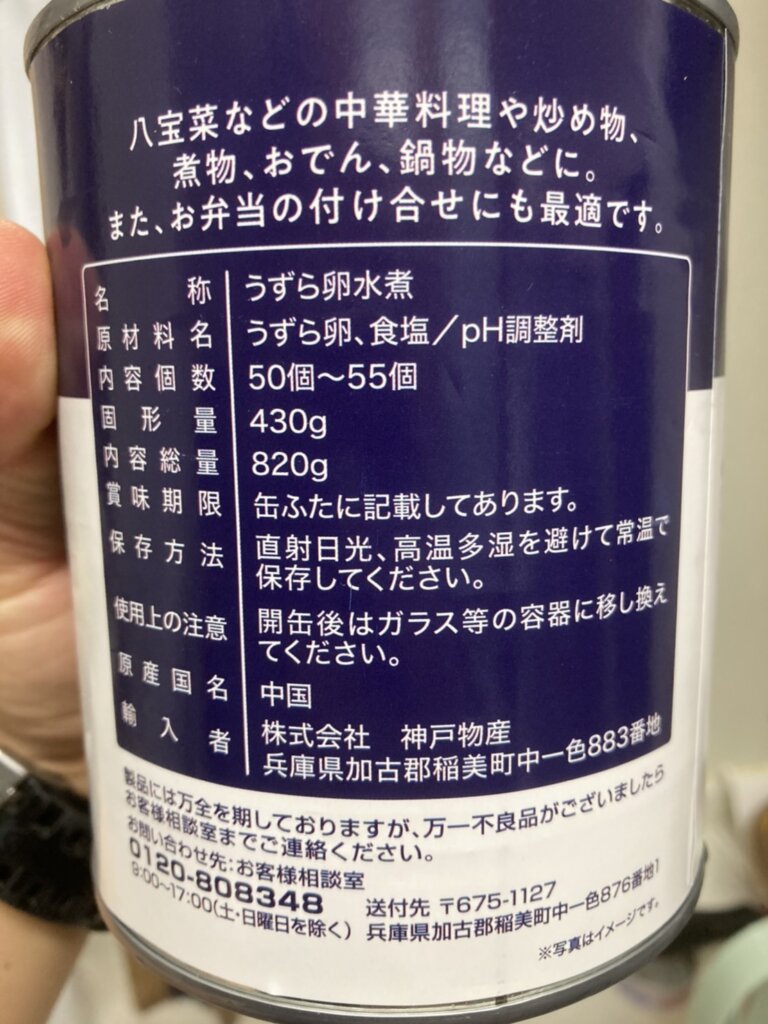 八宝菜などの中華料理や炒め物、
煮物、おでん、鍋物などに。
また、お弁当の付け合せにも最適です。
名称 うずら卵水煮
原材料名 うずら卵、食塩／pH調整剤
内容個数 50個～55個
固形量 430g
内容総量 820g
賞味期限 缶ふたに記載してあります。
保存方法 直射日光、高温多湿を避けて常温で
保存してください。
使用上の注意 開缶後はガラス等の容器に移し換え
てください。
原産国名 中国
輸入者 株式会社 神戸物産
兵庫県加古郡稲美町中一色883番地
製品には万全を期しておりますが、万一不良品がございましたら
お客様相談室までご連絡ください。
お問い合わせ先：お客様相談室
0120-808348
9:00～17:00(土・日曜日を除く)
送付先 〒675-1127
兵庫県加古郡稲美町中一色876番地1
※写真はイメージです。